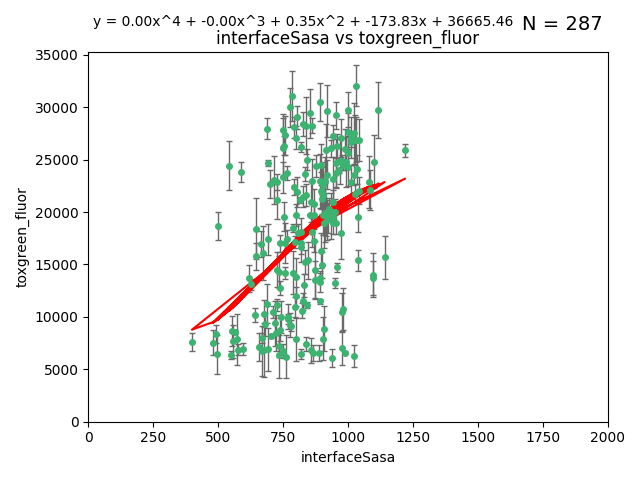 y = 0.00x^4 + -0.00x^3 + 0.35x^2 + -173.83x + 36665.46 N = 287
interfaceSasa vs toxgreen_fluor
35000
30000
25000
20000
15000
10000
5000
0
toxgreen_fluor
0 250 500 750 1000 1250 1500 1750 2000
interfaceSasa